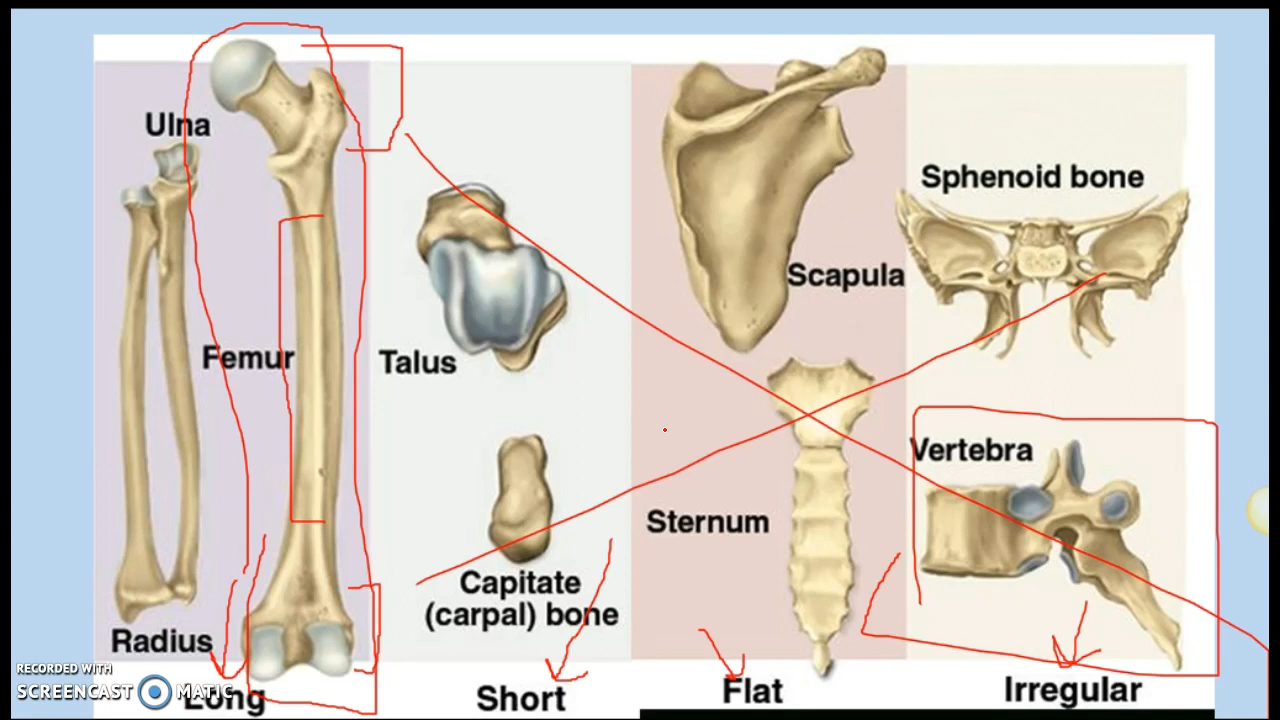 Ulna
Femur
Radius
Long
Talus
Capitate
(carpal) bone
Short
Scapula
Sternum
Flat
Sphenoid bone
Vertebra
Irregular
RECORDED WITH
SCREENCAST MATIC